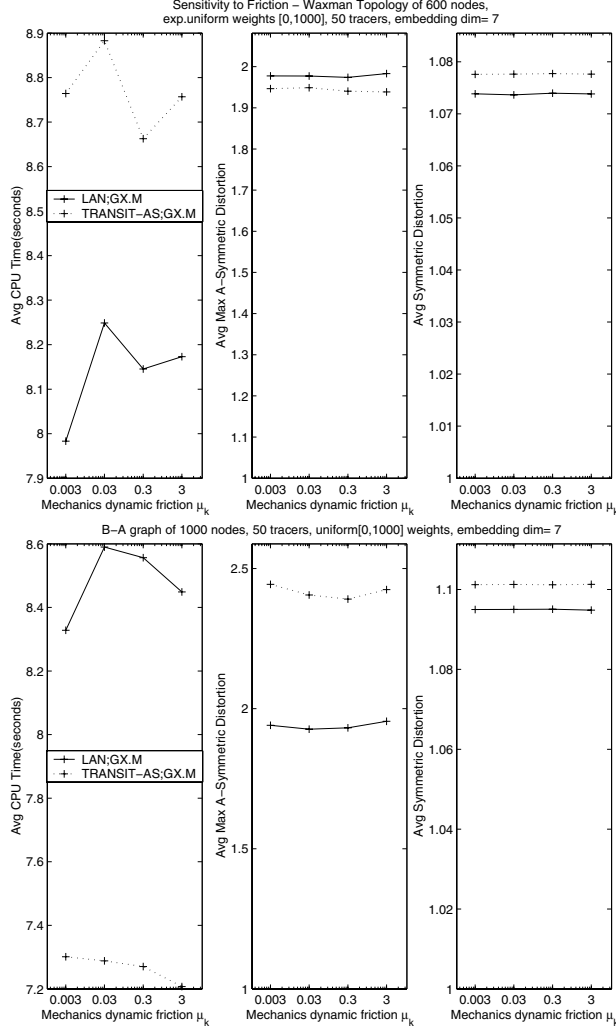 Sensitivity to Friction − Waxman Topology of 600 nodes,
exp.uniform weights [0,1000], 50 tracers, embedding dim= 7
8.9
8.8
8.7
8.6
8.5
8.4
8.3
8.2
8.1
8
7.9
Avg CPU Time(seconds)
LAN;GX.M
TRANSIT−AS;GX.M
0.003 0.03 0.3 3
Mechanics dynamic friction μk
2
1.9
1.8
1.7
1.6
1.5
1.4
1.3
1.2
1.1
1
Avg Max A−Symmetric Distortion
0.003 0.03 0.3 3
Mechanics dynamic friction μk
1.08
1.07
1.06
1.05
1.04
1.03
1.02
1.01
1
Avg Symmetric Distortion
0.003 0.03 0.3 3
Mechanics dynamic friction μk
B−A graph of 1000 nodes, 50 tracers, uniform[0,1000] weights, embedding dim= 7
8.6
8.4
8.2
8
7.8
7.6
7.4
7.2
Avg CPU Time(seconds)
LAN;GX.M
TRANSIT−AS;GX.M
0.003 0.03 0.3 3
Mechanics dynamic friction μk
2.5
2
1.5
1
Avg Max A−Symmetric Distortion
0.003 0.03 0.3 3
Mechanics dynamic friction μk
1.1
1.08
1.06
1.04
1.02
1
Avg Symmetric Distortion
0.003 0.03 0.3 3
Mechanics dynamic friction μk